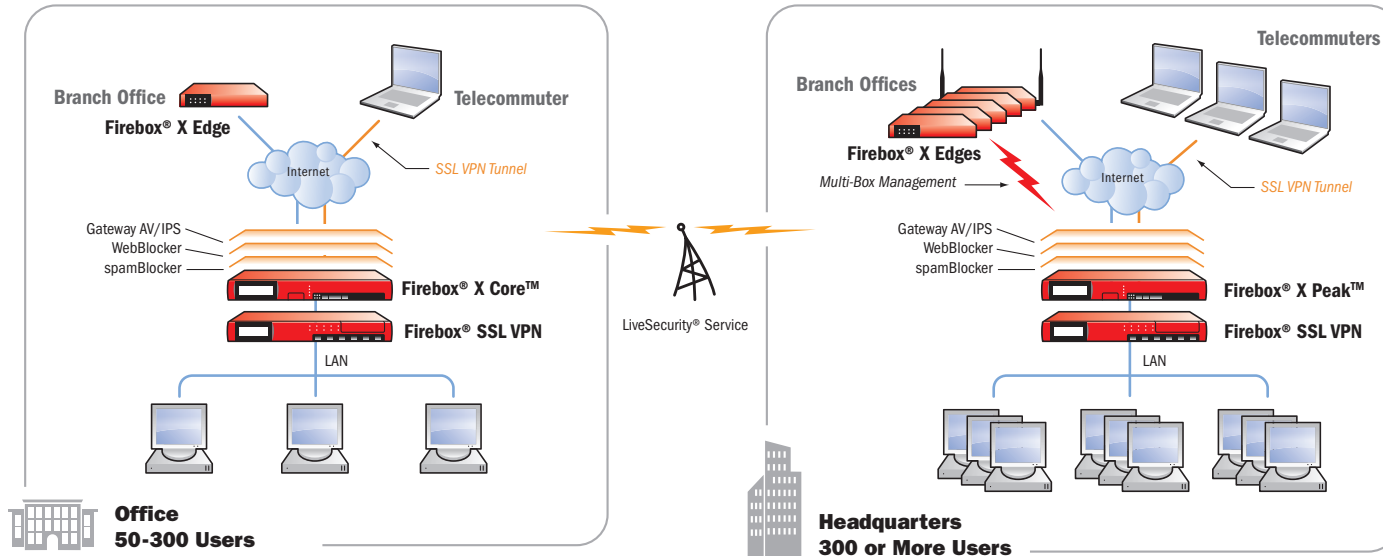 Branch Office
Firebox® X Edge
Telecommuter
Internet
SSL VPN Tunnel
Gateway AV/IPS
WebBlocker
spamBlocker
Firebox® X Core™
Firebox® SSL VPN
LAN
Office
50-300 Users
LiveSecurity® Service
Telecommuters
Branch Offices
Firebox® X Edges
Multi-Box Management
Internet
SSL VPN Tunnel
Gateway AV/IPS
WebBlocker
spamBlocker
Firebox® X Peak™
Firebox® SSL VPN
LAN
Headquarters
300 or More Users